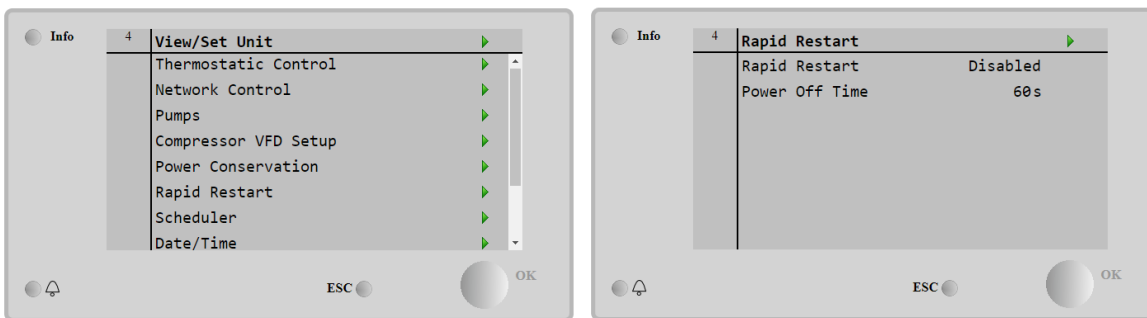 Info
4 View/Set Unit
Thermostatic Control
Network Control
Pumps
Compressor VFD Setup
Power Conservation
Rapid Restart
Scheduler
Date/Time
ESC
OK
Info
4 Rapid Restart
Rapid Restart Disabled
Power Off Time 60s
ESC
OK